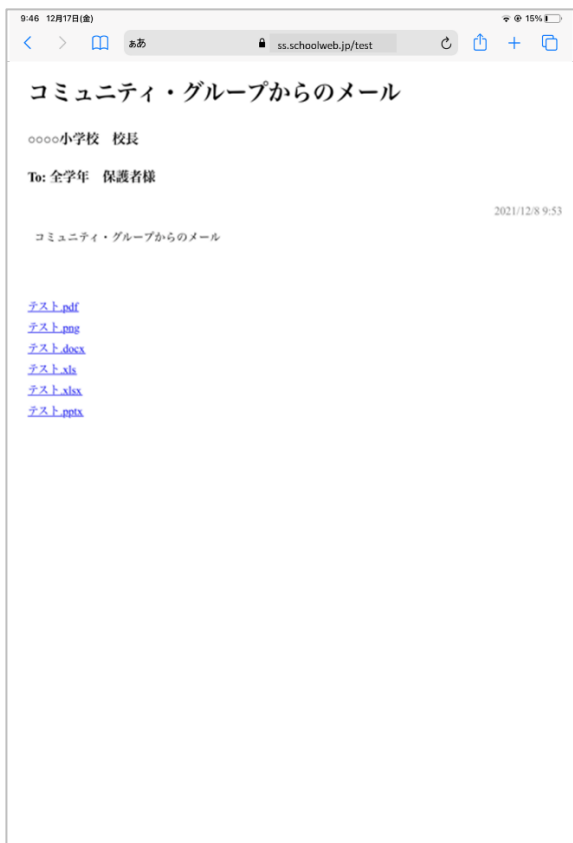 9:46 12月17日(金) 15%
ああ ss.schoolweb.jp/test
コミュニティ・グループからのメール
○○○○小学校 校長
To: 全学年 保護者様
2021/12/8 9:53
コミュニティ・グループからのメール
テスト.pdf
テスト.png
テスト.docx
テスト.xls
テスト.xlsx
テスト.pptx